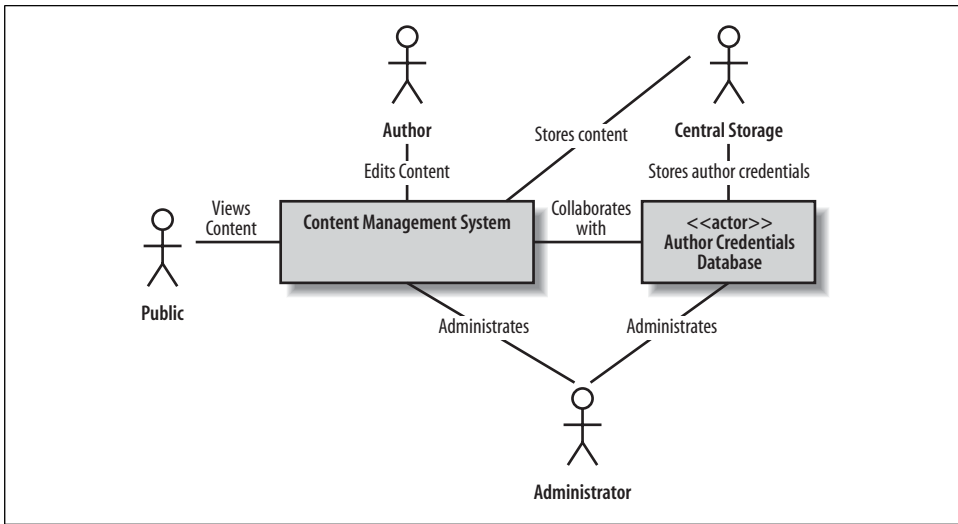 Author
Central Storage
Stores content
Edits Content
Stores author credentials
Views
Content
Content Management System
Collaborates
with
<<actor>>
Author Credentials
Database
Public
Administrates
Administrates
Administrator